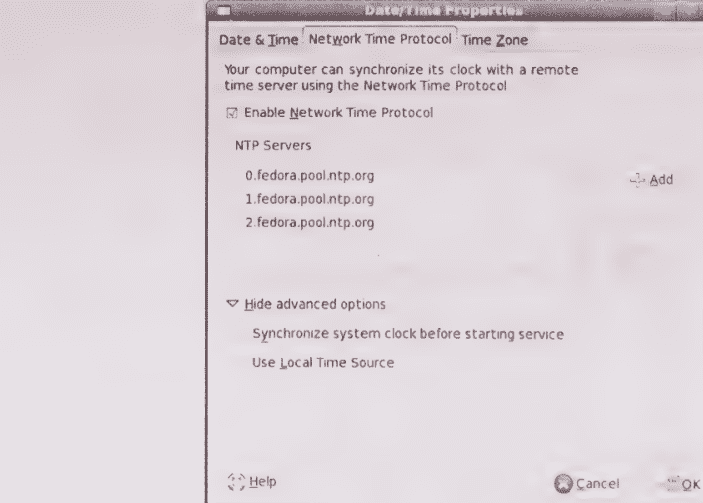 Date/Time Properties
Date & Time Network Time Protocol Time Zone
Your computer can synchronize its clock with a remote
time server using the Network Time Protocol
Enable Network Time Protocol
NTP Servers
0.fedora.pool.ntp.org
Add
1.fedora.pool.ntp.org
2.fedora.pool.ntp.org
Hide advanced options
Synchronize system clock before starting service
Use Local Time Source
Help Cancel OK